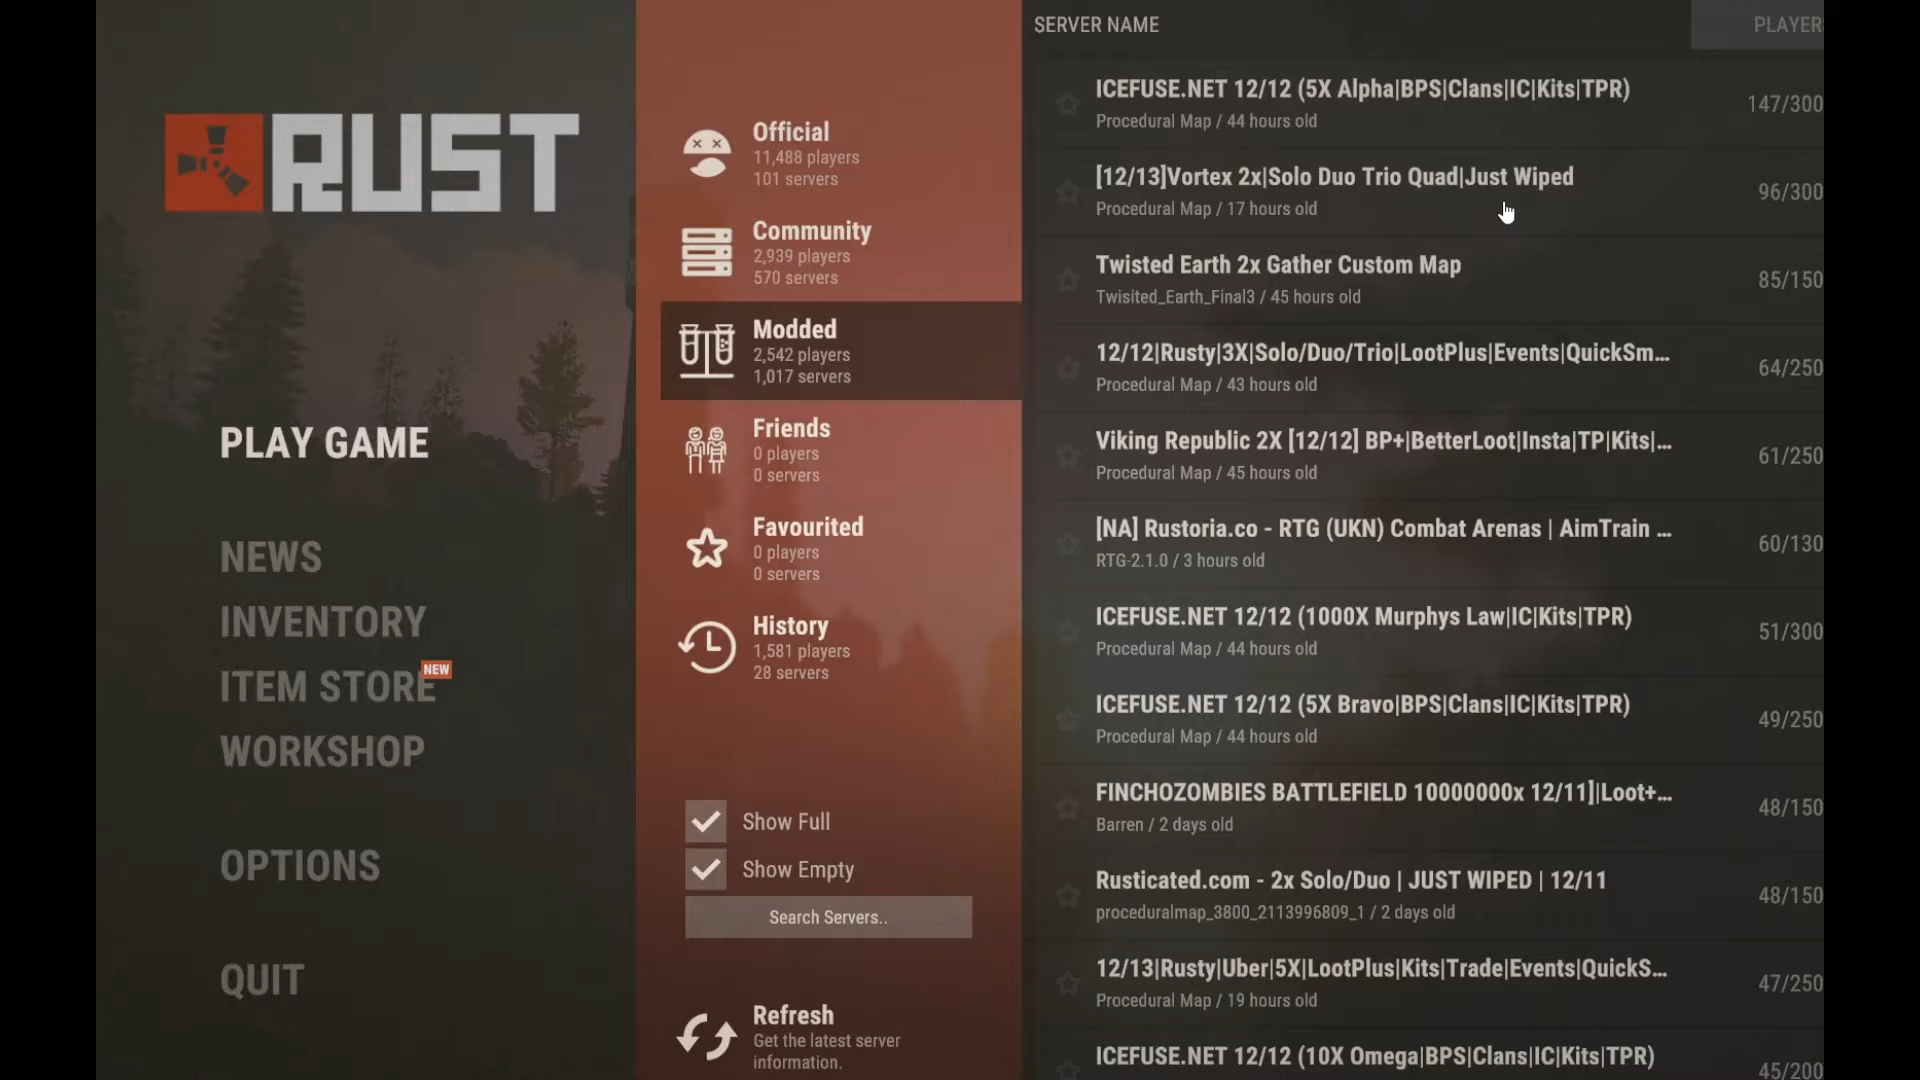 RUST
PLAY GAME
NEWS
INVENTORY
ITEM STORE
NEW
WORKSHOP
OPTIONS
QUIT
Official
11,488 players
101 servers
Community
2,939 players
570 servers
Modded
2,542 players
1,017 servers
Friends
0 players
0 servers
Favourited
0 players
0 servers
History
1,581 players
28 servers
Show Full
Show Empty
Search Servers..
Refresh
Get the latest server
information.
SERVER NAME PLAYER
ICEFUSE.NET 12/12 (5X Alpha|BPS|Clans|IC|Kits|TPR)
Procedural Map / 44 hours old
147/300
[12/13]Vortex 2x|Solo Duo Trio Quad|Just Wiped
Procedural Map / 17 hours old
96/300
Twisted Earth 2x Gather Custom Map
Twisited_Earth_Final3 / 45 hours old
85/150
12/12|Rusty|3X|Solo/Duo/Trio|LootPlus|Events|QuickSm...
Procedural Map / 43 hours old
64/250
Viking Republic 2X [12/12] BP+|BetterLoot|Insta|TP|Kits|...
Procedural Map / 45 hours old
61/250
[NA] Rustoria.co - RTG (UKN) Combat Arenas | AimTrain ...
RTG-2.1.0 / 3 hours old
60/130
ICEFUSE.NET 12/12 (1000X Murphys Law|IC|Kits|TPR)
Procedural Map / 44 hours old
51/300
ICEFUSE.NET 12/12 (5X Bravo|BPS|Clans|IC|Kits|TPR)
Procedural Map / 44 hours old
49/250
FINCHOZOMBIES BATTLEFIELD 10000000x 12/11]|Loot+...
Barren / 2 days old
48/150
Rusticated.com - 2x Solo/Duo | JUST WIPED | 12/11
proceduralmap_3800_2113996809_1 / 2 days old
48/150
12/13|Rusty|Uber|5X|LootPlus|Kits|Trade|Events|QuickS...
Procedural Map / 19 hours old
47/250
ICEFUSE.NET 12/12 (10X Omega|BPS|Clans|IC|Kits|TPR)
45/200